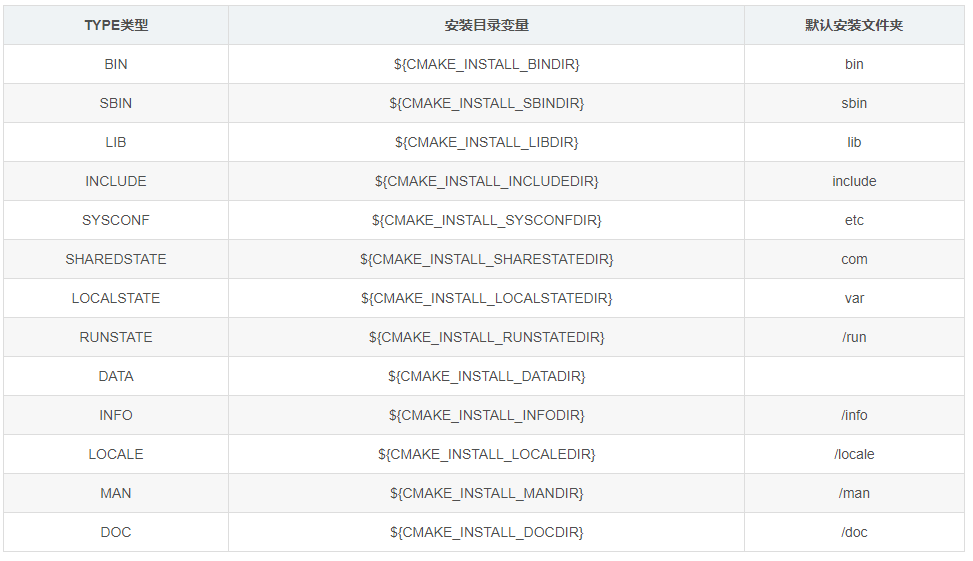 TYPE类型 安装目录变量 默认安装文件夹
BIN ${CMAKE_INSTALL_BINDIR} bin
SBIN ${CMAKE_INSTALL_SBINDIR} sbin
LIB ${CMAKE_INSTALL_LIBDIR} lib
INCLUDE ${CMAKE_INSTALL_INCLUDEDIR} include
SYSCONF ${CMAKE_INSTALL_SYSCONFDIR} etc
SHAREDSTATE ${CMAKE_INSTALL_SHARESTATEDIR} com
LOCALSTATE ${CMAKE_INSTALL_LOCALSTATEDIR} var
RUNSTATE ${CMAKE_INSTALL_RUNSTATEDIR} /run
DATA ${CMAKE_INSTALL_DATADIR}
INFO ${CMAKE_INSTALL_INFODIR} /info
LOCALE ${CMAKE_INSTALL_LOCALEDIR} /locale
MAN ${CMAKE_INSTALL_MANDIR} /man
DOC ${CMAKE_INSTALL_DOCDIR} /doc